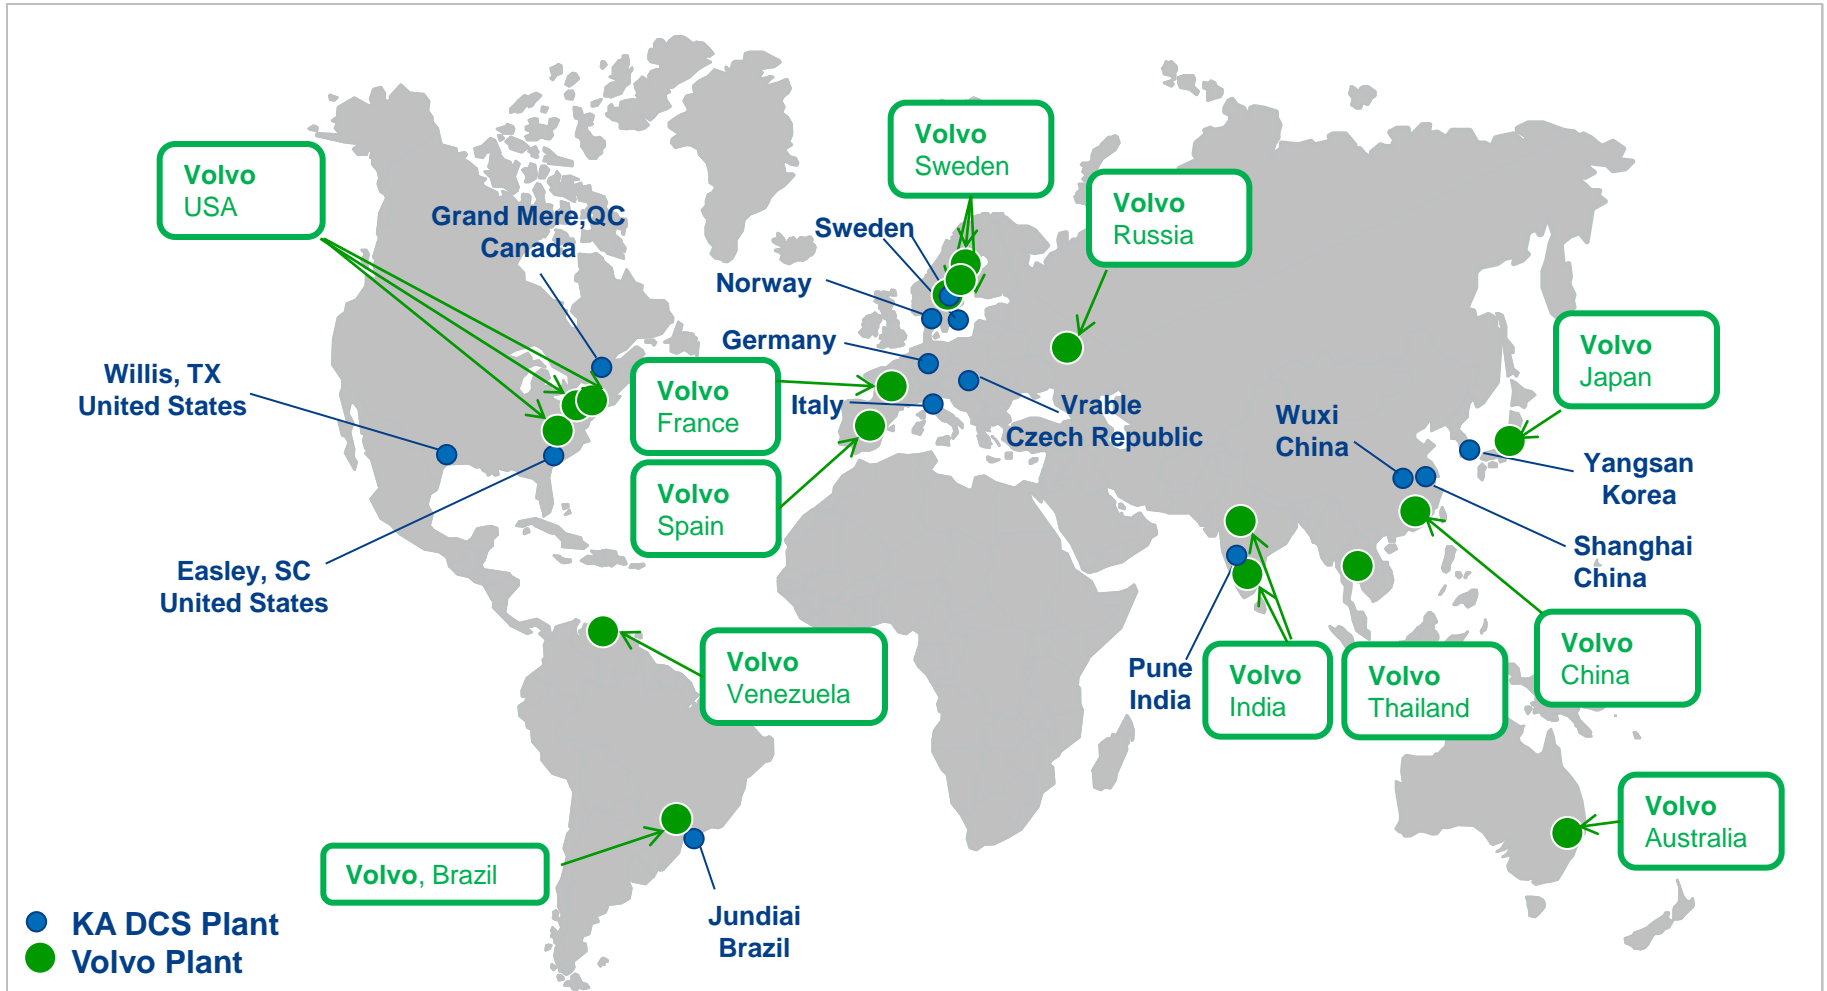 Volvo
Sweden
Volvo
USA
Volvo
Russia
Grand Mere,QC
Canada
Sweden
Norway
Germany
Volvo
Japan
Willis, TX
United States
Volvo
France
Italy
Vrable
Czech Republic
Wuxi
China
Yangsan
Korea
Volvo
Spain
Shanghai
China
Easley, SC
United States
Volvo
Venezuela
Pune
India
Volvo
India
Volvo
Thailand
Volvo
China
Volvo
Australia
Volvo, Brazil
Jundiai
Brazil
KA DCS Plant
Volvo Plant